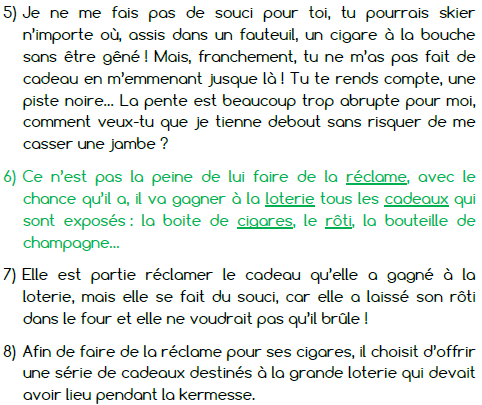 5) Je ne me fais pas de souci pour toi, tu pourrais skier
n'importe où, assis dans un fauteuil, un cigare à la bouche
sans être gêné ! Mais, franchement, tu ne m'as pas fait de
cadeau en m'emmenant jusque là ! Tu te rends compte, une
piste noire... La pente est beaucoup trop abrupte pour moi,
comment veux-tu que je tienne debout sans risquer de me
casser une jambe ?
6) Ce n'est pas la peine de lui faire de la réclame, avec le
chance qu'il a, il va gagner à la loterie tous les cadeaux qui
sont exposés : la boite de cigares, le rôti, la bouteille de
champagne...
7) Elle est partie réclamer le cadeau qu'elle a gagné à la
loterie, mais elle se fait du souci, car elle a laissé son rôti
dans le four et elle ne voudrait pas qu'il brûle !
8) Afin de faire de la réclame pour ses cigares, il choisit d'offrir
une série de cadeaux destinés à la grande loterie qui devait
avoir lieu pendant la kermesse.